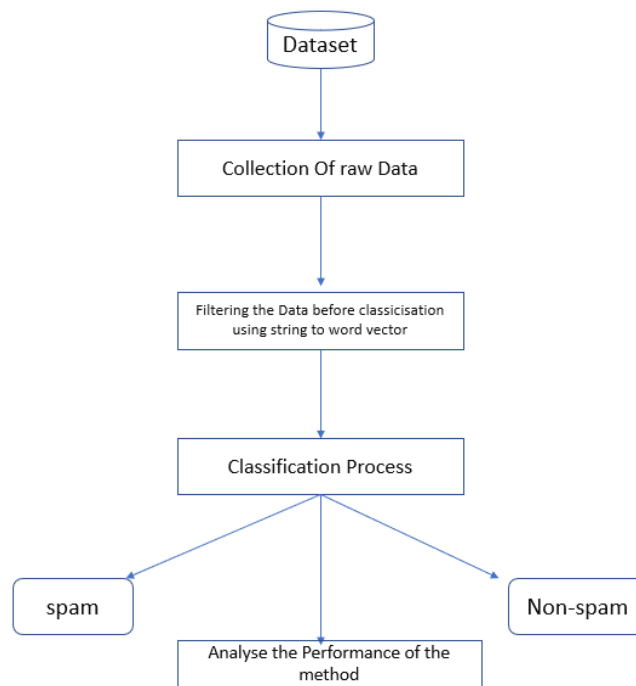 Dataset
Collection Of raw Data
Filtering the Data before classicisation
using string to word vector
Classification Process
spam
Non-spam
Analyse the Performance of the
method